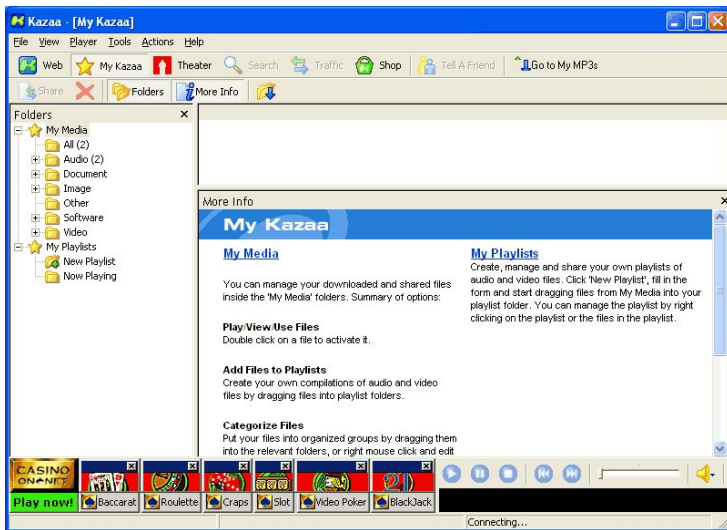 Kazaa - [My Kazaa]
File View Player Tools Actions Help
Web My Kazaa Theater Search Traffic Shop Tell A Friend Go to My MP3s
Share Folders More Info
Folders
My Media
All (2)
Audio (2)
Document
Image
Other
Software
Video
My Playlists
New Playlist
Now Playing
More Info
My Kazaa
My Media
You can manage your downloaded and shared files
inside the 'My Media' folders. Summary of options:
Play/View/Use Files
Double click on a file to activate it.
Add Files to Playlists
Create your own compilations of audio and video
files by dragging files into playlist folders.
Categorize Files
Put your files into organized groups by dragging them
into the relevant folders, or right mouse click and edit
My Playlists
Create, manage and share your own playlists of
audio and video files. Click 'New Playlist', fill in the
form and start dragging files from My Media into your
playlist folder. You can manage the playlist by right
clicking on the playlist or the files in the playlist.
CASINO
ON NET
Play now! Baccarat Roulette Craps Slot Video Poker BlackJack
Connecting...